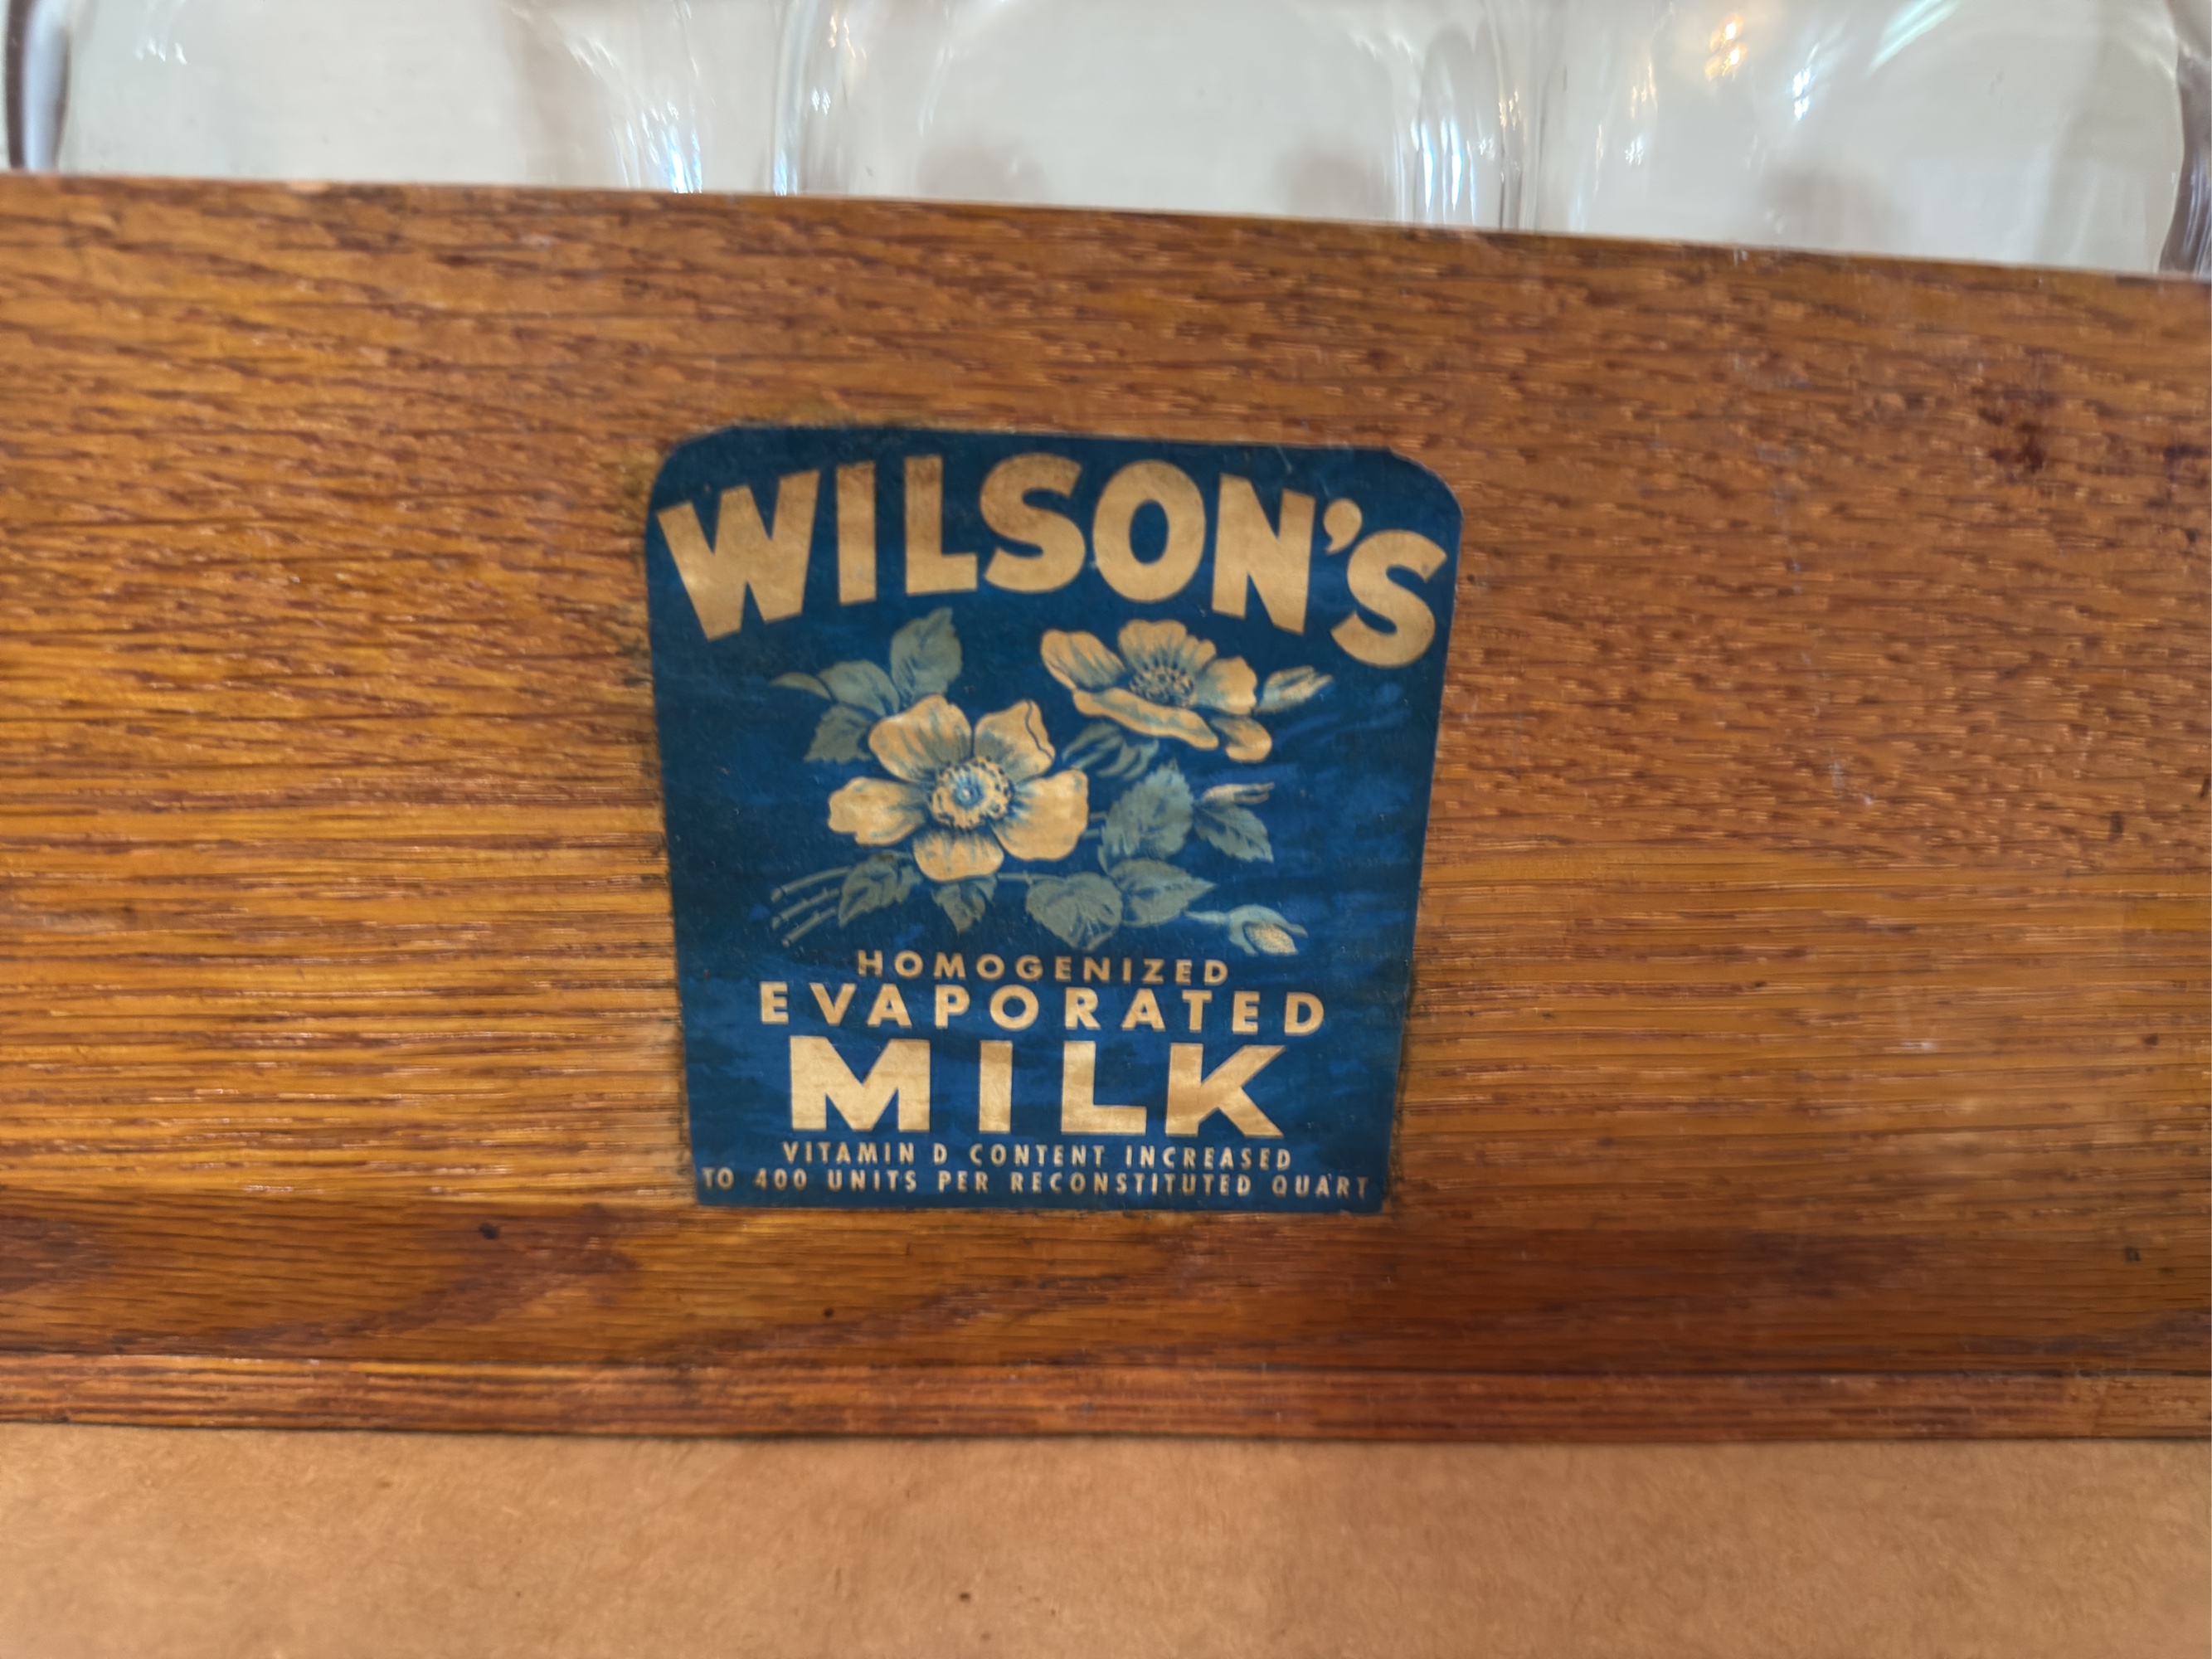 WILSON'S
HOMOGENIZED
EVAPORATED
MILK
VITAMIN D CONTENT INCREASED
TO 400 UNITS PER RECONSTITUTED QUART